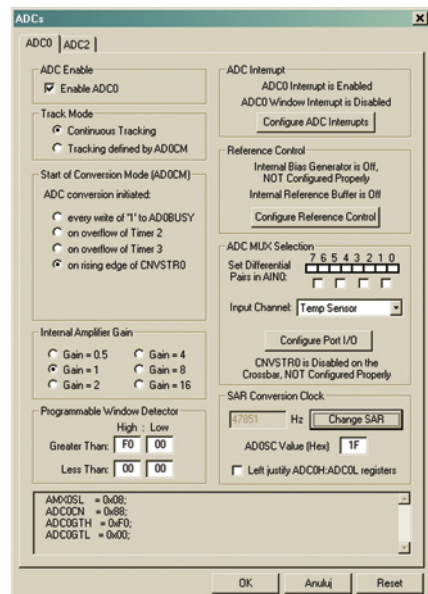 ADCs
ADC0 ADC2
ADC Enable
Enable ADC0
Track Mode
Continuous Tracking
Tracking defined by AD0CM
Start of Conversion Mode (AD0CM)
ADC conversion initiated:
every write of "1" to AD0BUSY
on overflow of Timer 2
on overflow of Timer 3
on rising edge of CNVSTR0
Internal Amplifier Gain
Gain = 0.5 Gain = 4
Gain = 1 Gain = 8
Gain = 2 Gain = 16
Programmable Window Detector
High : Low
Greater Than: F0 00
Less Than: 00 00
ADC Interrupt
ADC0 Interrupt is Enabled
ADC0 Window Interrupt is Disabled
Configure ADC Interrupts
Reference Control
Internal Bias Generator is Off,
NOT Configured Properly
Internal Reference Buffer is Off
Configure Reference Control
ADC MUX Selection
7 6 5 4 3 2 1 0
Set Differential
Pairs in AIN0:
Input Channel: Temp Sensor
Configure Port I/O
CNVSTR0 is Disabled on the
Crossbar, NOT Configured Properly
SAR Conversion Clock
47851 Hz Change SAR
AD0SC Value (Hex) 1F
Left justify ADC0H:ADC0L registers
AMX0SL = 0x08;
ADC0CN = 0x88;
ADC0GTH = 0xF0;
ADC0GTL = 0x00;
OK Anuluj Reset